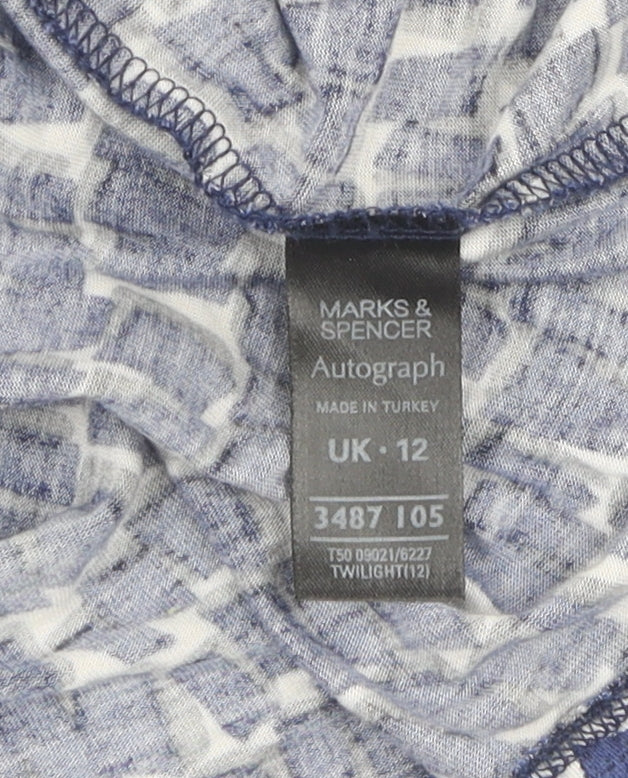 MARKS &
SPENCER
Autograph
MADE IN TURKEY
UK • 12
3487 105
T50 09021/6227
TWILIGHT(12)